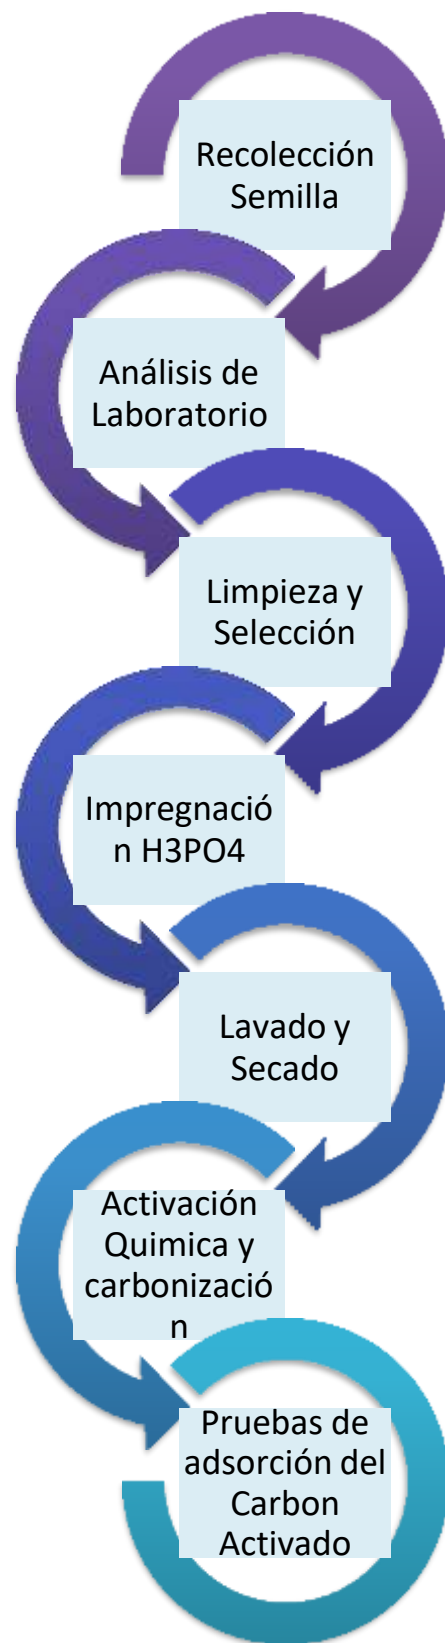 Recolección
Semilla
Análisis de
Laboratorio
Limpieza y
Selección
Impregnació
n H3PO4
Lavado y
Secado
Activación
Quimica y
carbonizació
n
Pruebas de
adsorción del
Carbon
Activado